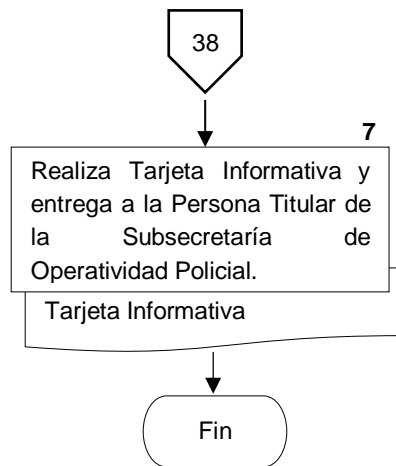 38
7
Realiza Tarjeta Informativa y
entrega a la Persona Titular de
la Subsecretaría de
Operatividad Policial.
Tarjeta Informativa
Fin